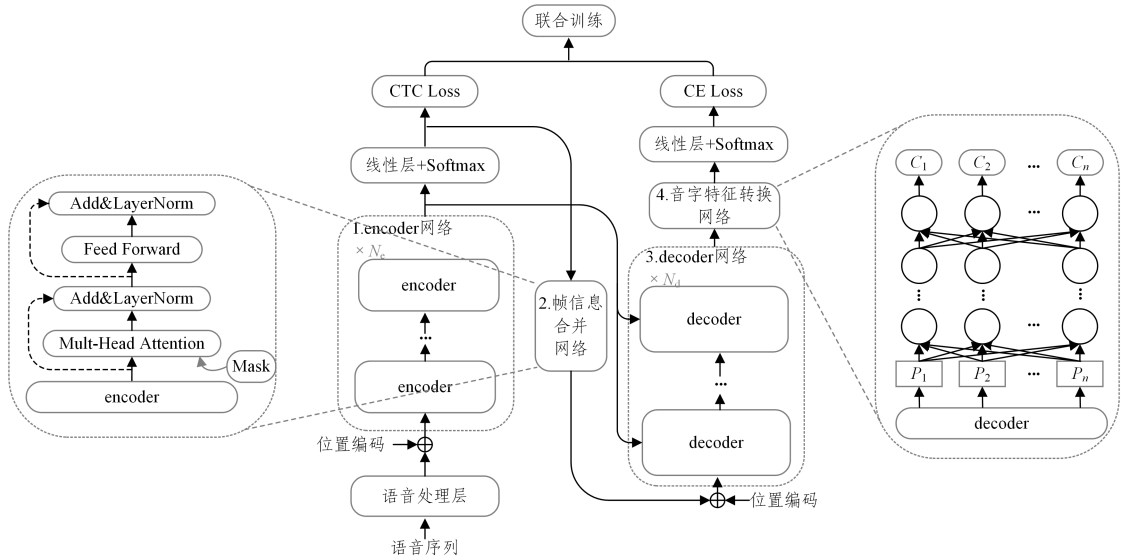 联合训练
CTC Loss
CE Loss
线性层+Softmax
线性层+Softmax
1.encoder网络
× Ne
encoder
...
encoder
位置编码
语音处理层
语音序列
Add&LayerNorm
Feed Forward
Add&LayerNorm
Mult-Head Attention
Mask
encoder
2.帧信息
合并
网络
4.音字特征转换
网络
3.decoder网络
× Nd
decoder
...
decoder
位置编码
C1 C2 ... Cn
...
... ... ...
...
P1 P2 ... Pn
decoder